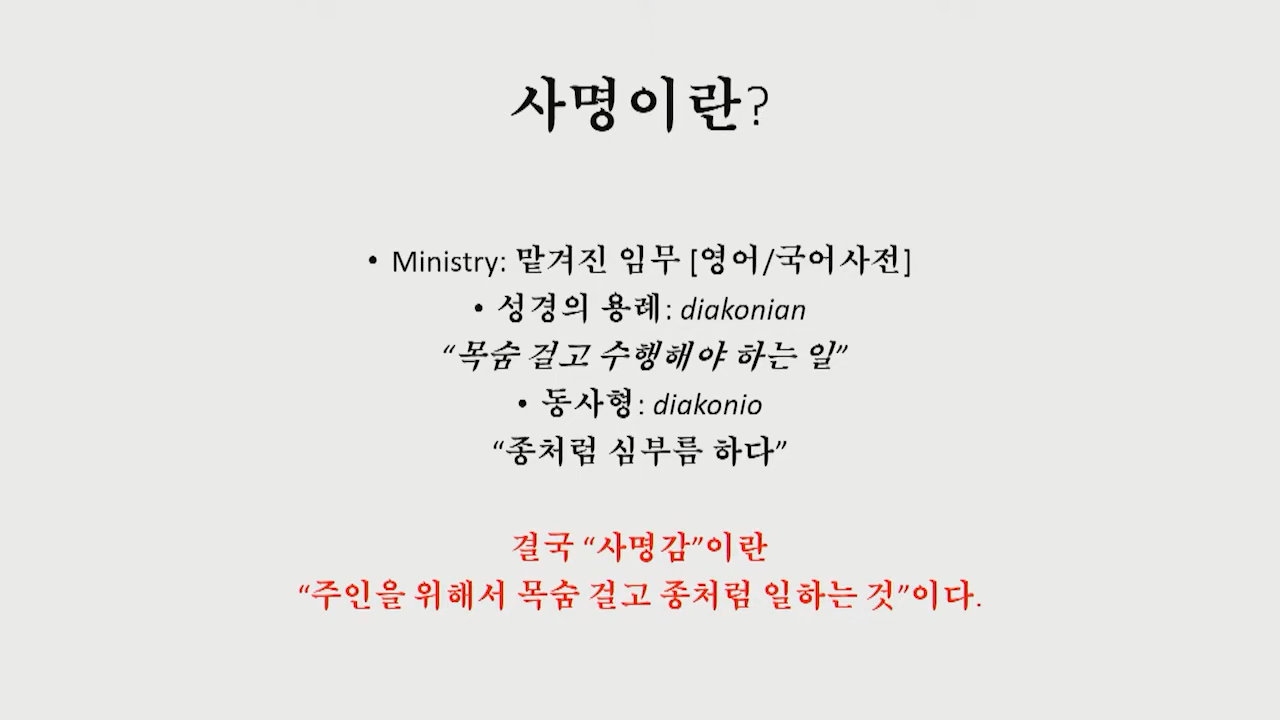 사명이란?
• Ministry: 맡겨진 임무 [영어/국어사전]
• 성경의 용례: diakonian
“목숨 걸고 수행해야 하는 일”
• 동사형: diakonio
“종처럼 심부름 하다”
결국 “사명감”이란
“주인을 위해서 목숨 걸고 종처럼 일하는 것”이다.